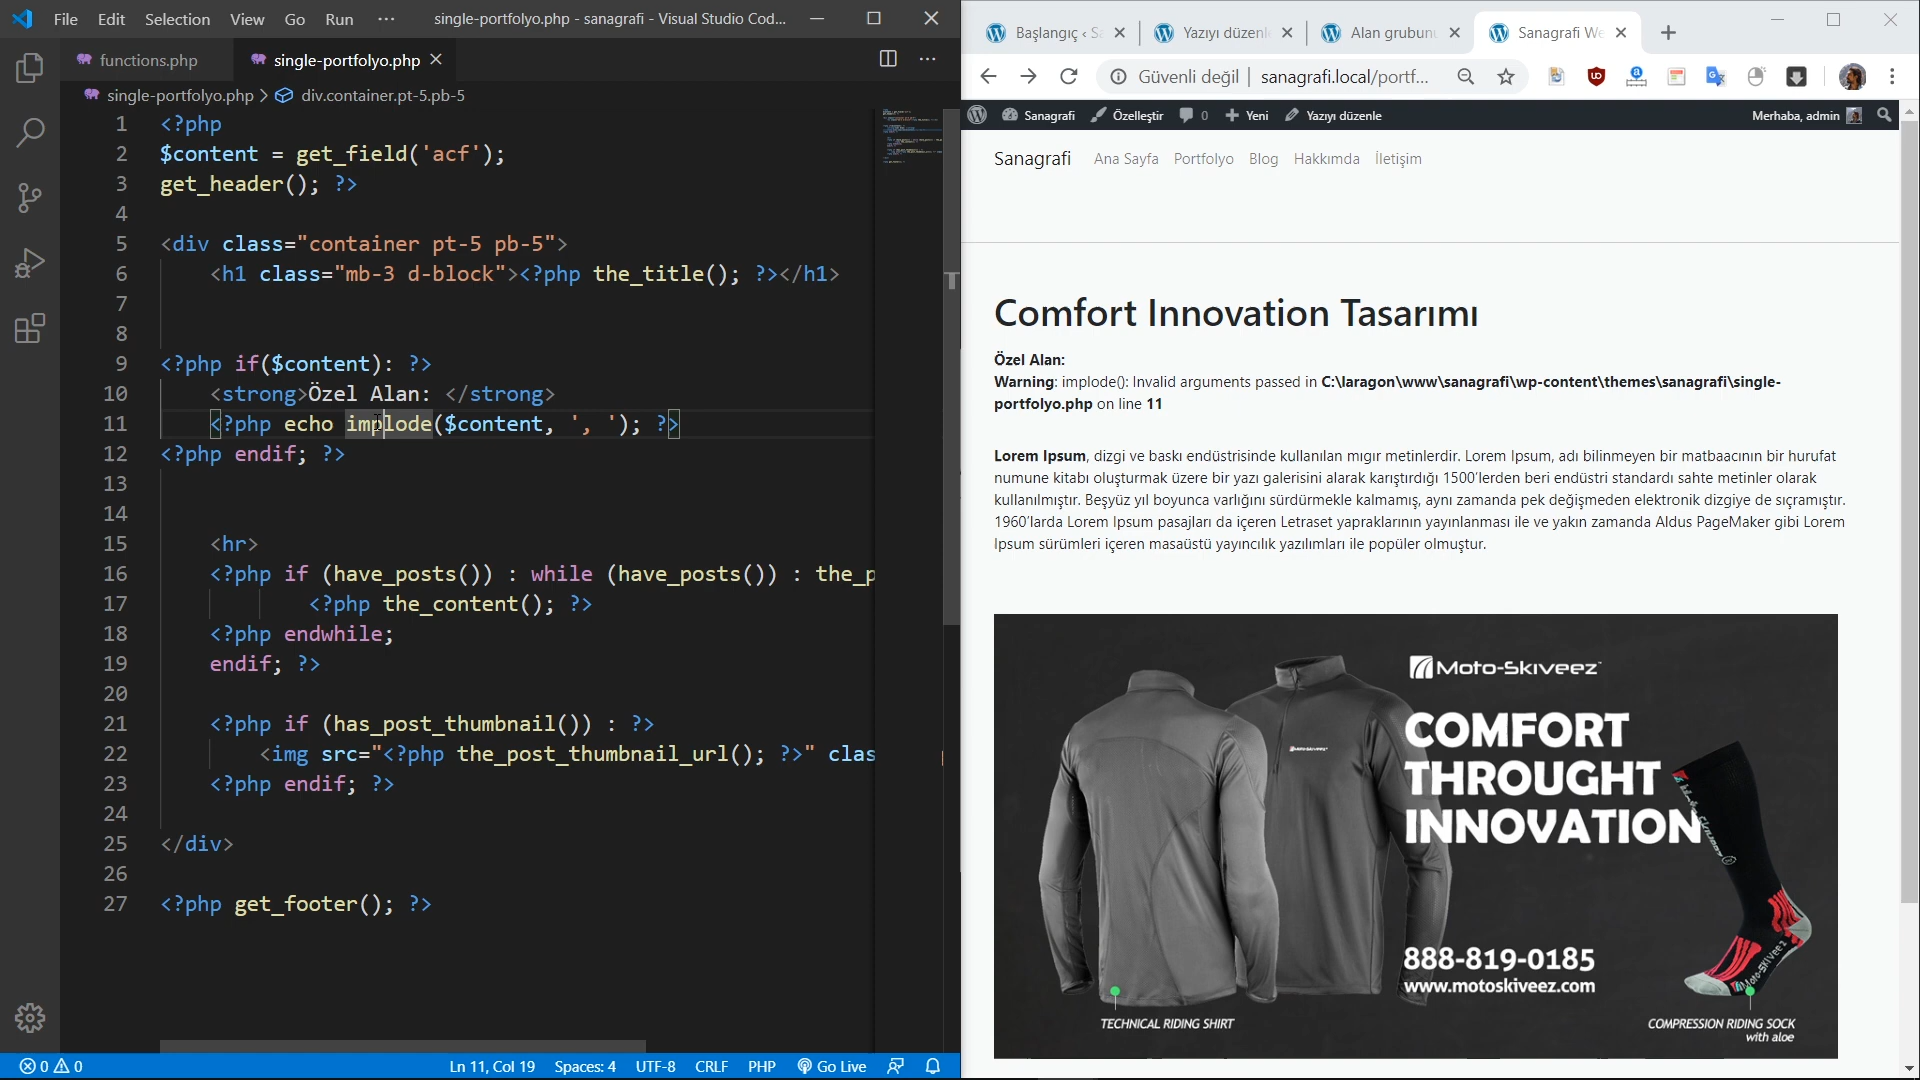 File Edit Selection View Go Run ··· single-portfolyo.php - sanagrafi - Visual Studio Cod...
functions.php single-portfolyo.php
single-portfolyo.php > div.container.pt-5.pb-5
1 <?php
2 $content = get_field('acf');
3 get_header(); ?>
4
5 <div class="container pt-5 pb-5">
6 <h1 class="mb-3 d-block"><?php the_title(); ?></h1>
7
8
9 <?php if($content): ?>
10 <strong>Özel Alan: </strong>
11 <?php echo implode($content, ', '); ?>
12 <?php endif; ?>
13
14
15 <hr>
16 <?php if (have_posts()) : while (have_posts()) : the_p
17 <?php the_content(); ?>
18 <?php endwhile;
19 endif; ?>
20
21 <?php if (has_post_thumbnail()) : ?>
22 <img src="<?php the_post_thumbnail_url(); ?>" clas
23 <?php endif; ?>
24
25 </div>
26
27 <?php get_footer(); ?>
0 0 Ln 11, Col 19 Spaces: 4 UTF-8 CRLF PHP Go Live
Başlangıç ‹ Sa Yazıyı düzenle Alan grubunu Sanagrafi We
Güvenli değil | sanagrafi.local/portf...
Sanagrafi Özelleştir 0 Yeni Yazıyı düzenle Merhaba, admin
Sanagrafi Ana Sayfa Portfolyo Blog Hakkımda İletişim
Comfort Innovation Tasarımı
Özel Alan:
Warning: implode(): Invalid arguments passed in C:\laragon\www\sanagrafi\wp-content\themes\sanagrafi\single-
portfolyo.php on line 11
Lorem Ipsum, dizgi ve baskı endüstrisinde kullanılan mıgır metinlerdir. Lorem Ipsum, adı bilinmeyen bir matbaacının bir hurufat
numune kitabı oluşturmak üzere bir yazı galerisini alarak karıştırdığı 1500'lerden beri endüstri standardı sahte metinler olarak
kullanılmıştır. Beşyüz yıl boyunca varlığını sürdürmekle kalmamış, aynı zamanda pek değişmeden elektronik dizgiye de sıçramıştır.
1960'larda Lorem Ipsum pasajları da içeren Letraset yapraklarının yayınlanması ile ve yakın zamanda Aldus PageMaker gibi Lorem
Ipsum sürümleri içeren masaüstü yayıncılık yazılımları ile popüler olmuştur.
Moto-Skiveez
COMFORT
THROUGHT
INNOVATION
888-819-0185
www.motoskiveez.com
TECHNICAL RIDING SHIRT
COMPRESSION RIDING SOCK
with aloe